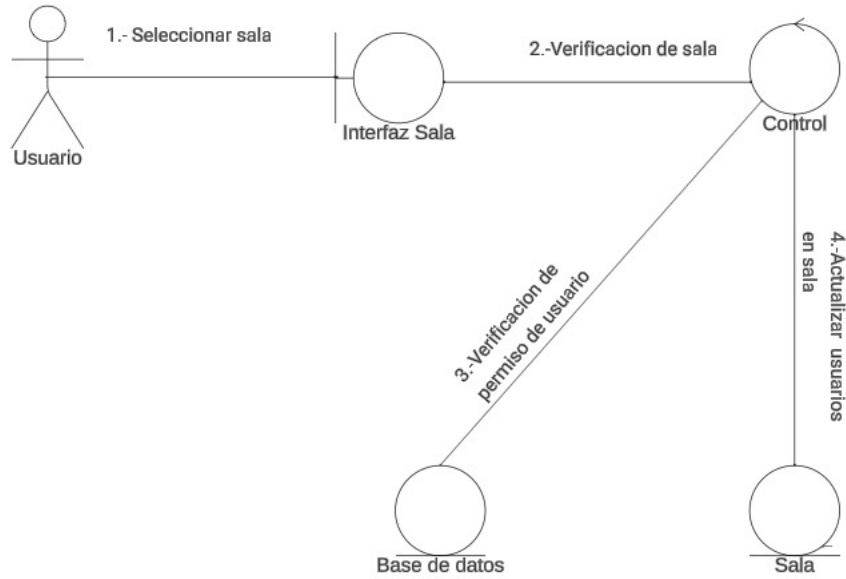 1.- Seleccionar sala
2.-Verificacion de sala
Usuario
Interfaz Sala
Control
3.-Verificacion de
permiso de usuario
4.-Actualizar usuarios
en sala
Base de datos
Sala